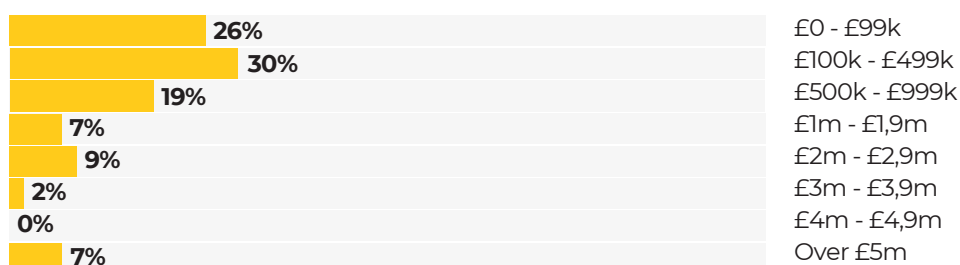 26% £0 - £99k
30% £100k - £499k
19% £500k - £999k
7% £1m - £1,9m
9% £2m - £2,9m
2% £3m - £3,9m
0% £4m - £4,9m
7% Over £5m